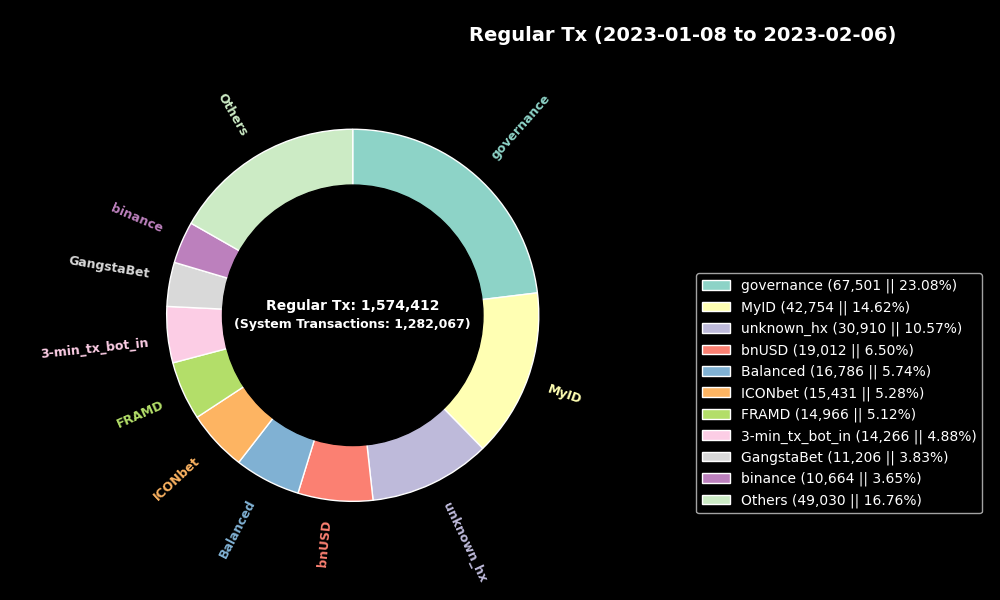 Regular Tx (2023-01-08 to 2023-02-06)
governance
MyID
unknown_hx
bnUSD
Balanced
ICONbet
FRAMD
3-min_tx_bot_in
GangstaBet
binance
Others
Regular Tx: 1,574,412
(System Transactions: 1,282,067)
governance (67,501 || 23.08%)
MyID (42,754 || 14.62%)
unknown_hx (30,910 || 10.57%)
bnUSD (19,012 || 6.50%)
Balanced (16,786 || 5.74%)
ICONbet (15,431 || 5.28%)
FRAMD (14,966 || 5.12%)
3-min_tx_bot_in (14,266 || 4.88%)
GangstaBet (11,206 || 3.83%)
binance (10,664 || 3.65%)
Others (49,030 || 16.76%)